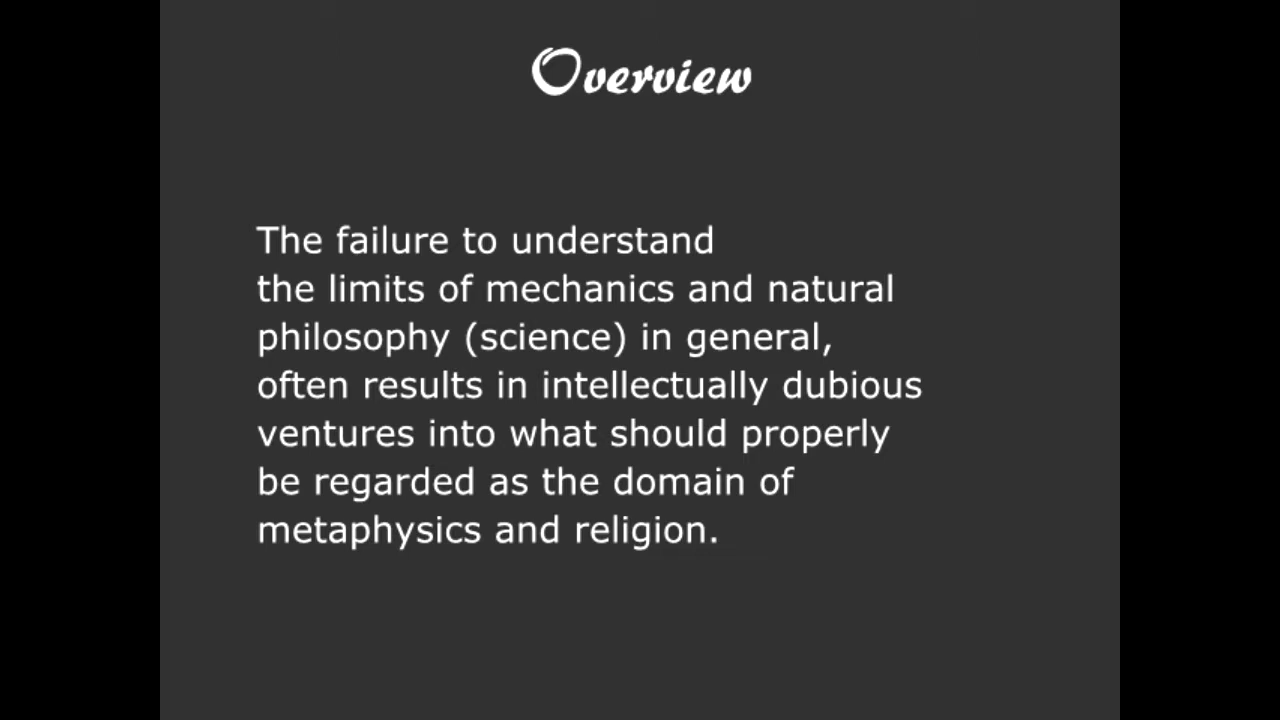 Overview
The failure to understand
the limits of mechanics and natural
philosophy (science) in general,
often results in intellectually dubious
ventures into what should properly
be regarded as the domain of
metaphysics and religion.